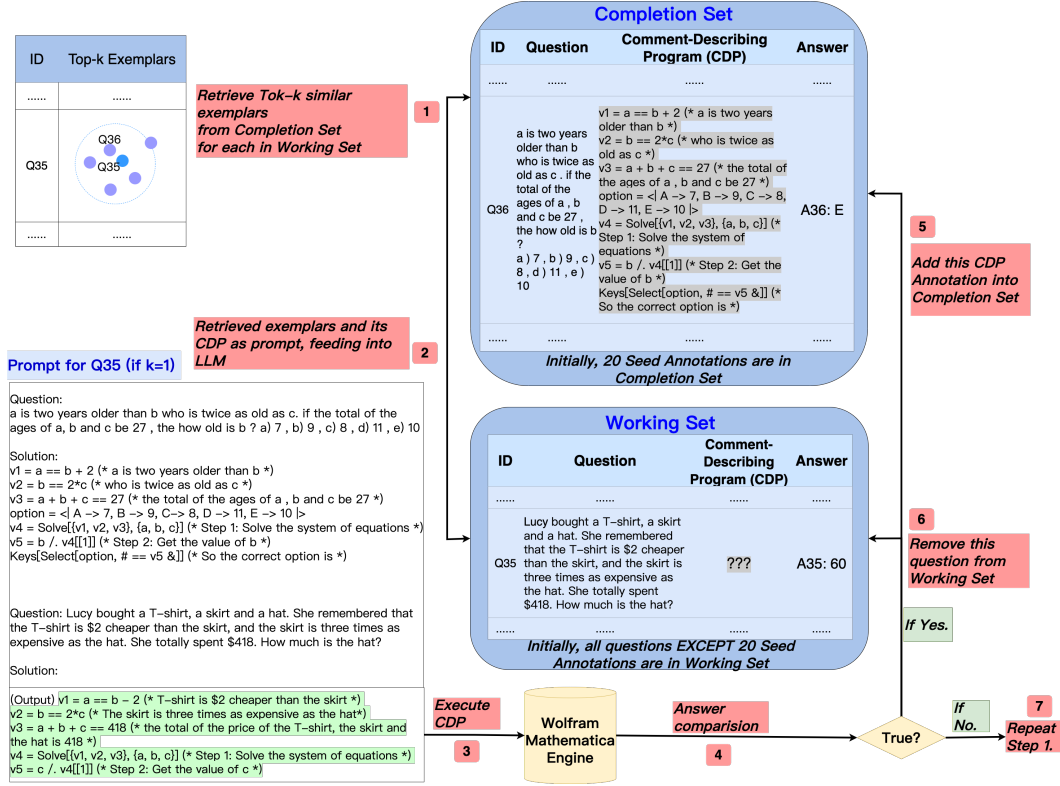 Completion Set
ID Question Comment-Describing Program (CDP) Answer
...... ...... ...... ......
Q36
a is two years
older than b
who is twice as
old as c . if the
total of the
ages of a , b
and c be 27 ,
the how old is b
?
a ) 7 , b ) 9 , c )
8 , d ) 11 , e )
10
v1 = a == b + 2 (* a is two years
older than b *)
v2 = b == 2*c (* who is twice as
old as c *)
v3 = a + b + c == 27 (* the total of
the ages of a , b and c be 27 *)
option = <| A -> 7, B -> 9, C -> 8,
D -> 11, E -> 10 |>
v4 = Solve[{v1, v2, v3}, {a, b, c}] (*
Step 1: Solve the system of
equations *)
v5 = b /. v4[[1]] (* Step 2: Get the
value of b *)
Keys[Select[option, # == v5 &]] (*
So the correct option is *)
A36: E
...... ...... ...... ......
Initially, 20 Seed Annotations are in
Completion Set
ID Top-k Exemplars
...... ......
Q35
Q36
Q35
...... ......
Retrieve Tok-k similar
exemplars
from Completion Set
for each in Working Set
1
Retrieved exemplars and its
CDP as prompt, feeding into
LLM
2
Prompt for Q35 (if k=1)
Question:
a is two years older than b who is twice as old as c. if the total of the
ages of a, b and c be 27 , the how old is b ? a) 7 , b) 9 , c) 8 , d) 11 , e) 10
Solution:
v1 = a == b + 2 (* a is two years older than b *)
v2 = b == 2*c (* who is twice as old as c *)
v3 = a + b + c == 27 (* the total of the ages of a , b and c be 27 *)
option = <| A -> 7, B -> 9, C-> 8, D -> 11, E -> 10 |>
v4 = Solve[{v1, v2, v3}, {a, b, c}] (* Step 1: Solve the system of equations *)
v5 = b /. v4[[1]] (* Step 2: Get the value of b *)
Keys[Select[option, # == v5 &]] (* So the correct option is *)
Question: Lucy bought a T-shirt, a skirt and a hat. She remembered that
the T-shirt is $2 cheaper than the skirt, and the skirt is three times as
expensive as the hat. She totally spent $418. How much is the hat?
Solution:
(Output) v1 = a == b - 2 (* T-shirt is $2 cheaper than the skirt *)
v2 = b == 2*c (* The skirt is three times as expensive as the hat*)
v3 = a + b + c == 418 (* the total of the price of the T-shirt, the skirt and
the hat is 418 *)
v4 = Solve[{v1, v2, v3}, {a, b, c}] (* Step 1: Solve the system of equations *)
v5 = c /. v4[[1]] (* Step 2: Get the value of c *)
Working Set
ID Question Comment-
Describing
Program (CDP) Answer
...... ...... ...... ......
Q35
Lucy bought a T-shirt, a skirt
and a hat. She remembered
that the T-shirt is $2 cheaper
than the skirt, and the skirt is
three times as expensive as
the hat. She totally spent
$418. How much is the hat?
???
A35: 60
...... ...... ...... ......
Initially, all questions EXCEPT 20 Seed
Annotations are in Working Set
Execute
CDP
3
Wolfram
Mathematica
Engine
Answer
comparision
4
True?
If Yes.
If
No.
5
Add this CDP
Annotation into
Completion Set
6
Remove this
question from
Working Set
7
Repeat
Step 1.